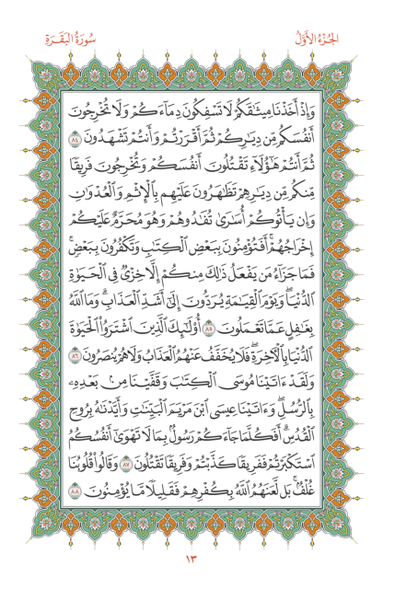 الجُزْءُ الأَوَّلُ
سُورَةُ البَقَرَةِ
وَإِذْ أَخَذْنَا مِيثَٰقَكُمْ لَا تَسْفِكُونَ دِمَآءَكُمْ وَلَا تُخْرِجُونَ
أَنفُسَكُم مِّن دِيَٰرِكُمْ ثُمَّ أَقْرَرْتُمْ وَأَنتُمْ تَشْهَدُونَ ٨٤
ثُمَّ أَنتُمْ هَٰٓؤُلَآءِ تَقْتُلُونَ أَنفُسَكُمْ وَتُخْرِجُونَ فَرِيقًا
مِّنكُم مِّن دِيَٰرِهِمْ تَظَٰهَرُونَ عَلَيْهِم بِٱلْإِثْمِ وَٱلْعُدْوَٰنِ
وَإِن يَأْتُوكُمْ أُسَٰرَىٰ تُفَٰدُوهُمْ وَهُوَ مُحَرَّمٌ عَلَيْكُمْ
إِخْرَاجُهُمْ ۚ أَفَتُؤْمِنُونَ بِبَعْضِ ٱلْكِتَٰبِ وَتَكْفُرُونَ بِبَعْضٍ ۚ
فَمَا جَزَآءُ مَن يَفْعَلُ ذَٰلِكَ مِنكُمْ إِلَّا خِزْىٌ فِى ٱلْحَيَوٰةِ
ٱلدُّنْيَا ۖ وَيَوْمَ ٱلْقِيَٰمَةِ يُرَدُّونَ إِلَىٰٓ أَشَدِّ ٱلْعَذَابِ ۗ وَمَا ٱللَّهُ
بِغَٰفِلٍ عَمَّا تَعْمَلُونَ ٨٥ أُو۟لَٰٓئِكَ ٱلَّذِينَ ٱشْتَرَوُا۟ ٱلْحَيَوٰةَ
ٱلدُّنْيَا بِٱلْءَاخِرَةِ ۖ فَلَا يُخَفَّفُ عَنْهُمُ ٱلْعَذَابُ وَلَا هُمْ يُنصَرُونَ ٨٦
وَلَقَدْ ءَاتَيْنَا مُوسَى ٱلْكِتَٰبَ وَقَفَّيْنَا مِنۢ بَعْدِهِۦ
بِٱلرُّسُلِ ۖ وَءَاتَيْنَا عِيسَى ٱبْنَ مَرْيَمَ ٱلْبَيِّنَٰتِ وَأَيَّدْنَٰهُ بِرُوحِ
ٱلْقُدُسِ ۗ أَفَكُلَّمَا جَآءَكُمْ رَسُولٌۢ بِمَا لَا تَهْوَىٰٓ أَنفُسُكُمُ
ٱسْتَكْبَرْتُمْ فَفَرِيقًا كَذَّبْتُمْ وَفَرِيقًا تَقْتُلُونَ ٨٧ وَقَالُوا۟ قُلُوبُنَا
غُلْفٌۢ ۚ بَل لَّعَنَهُمُ ٱللَّهُ بِكُفْرِهِمْ فَقَلِيلًا مَّا يُؤْمِنُونَ ٨٨
١٣